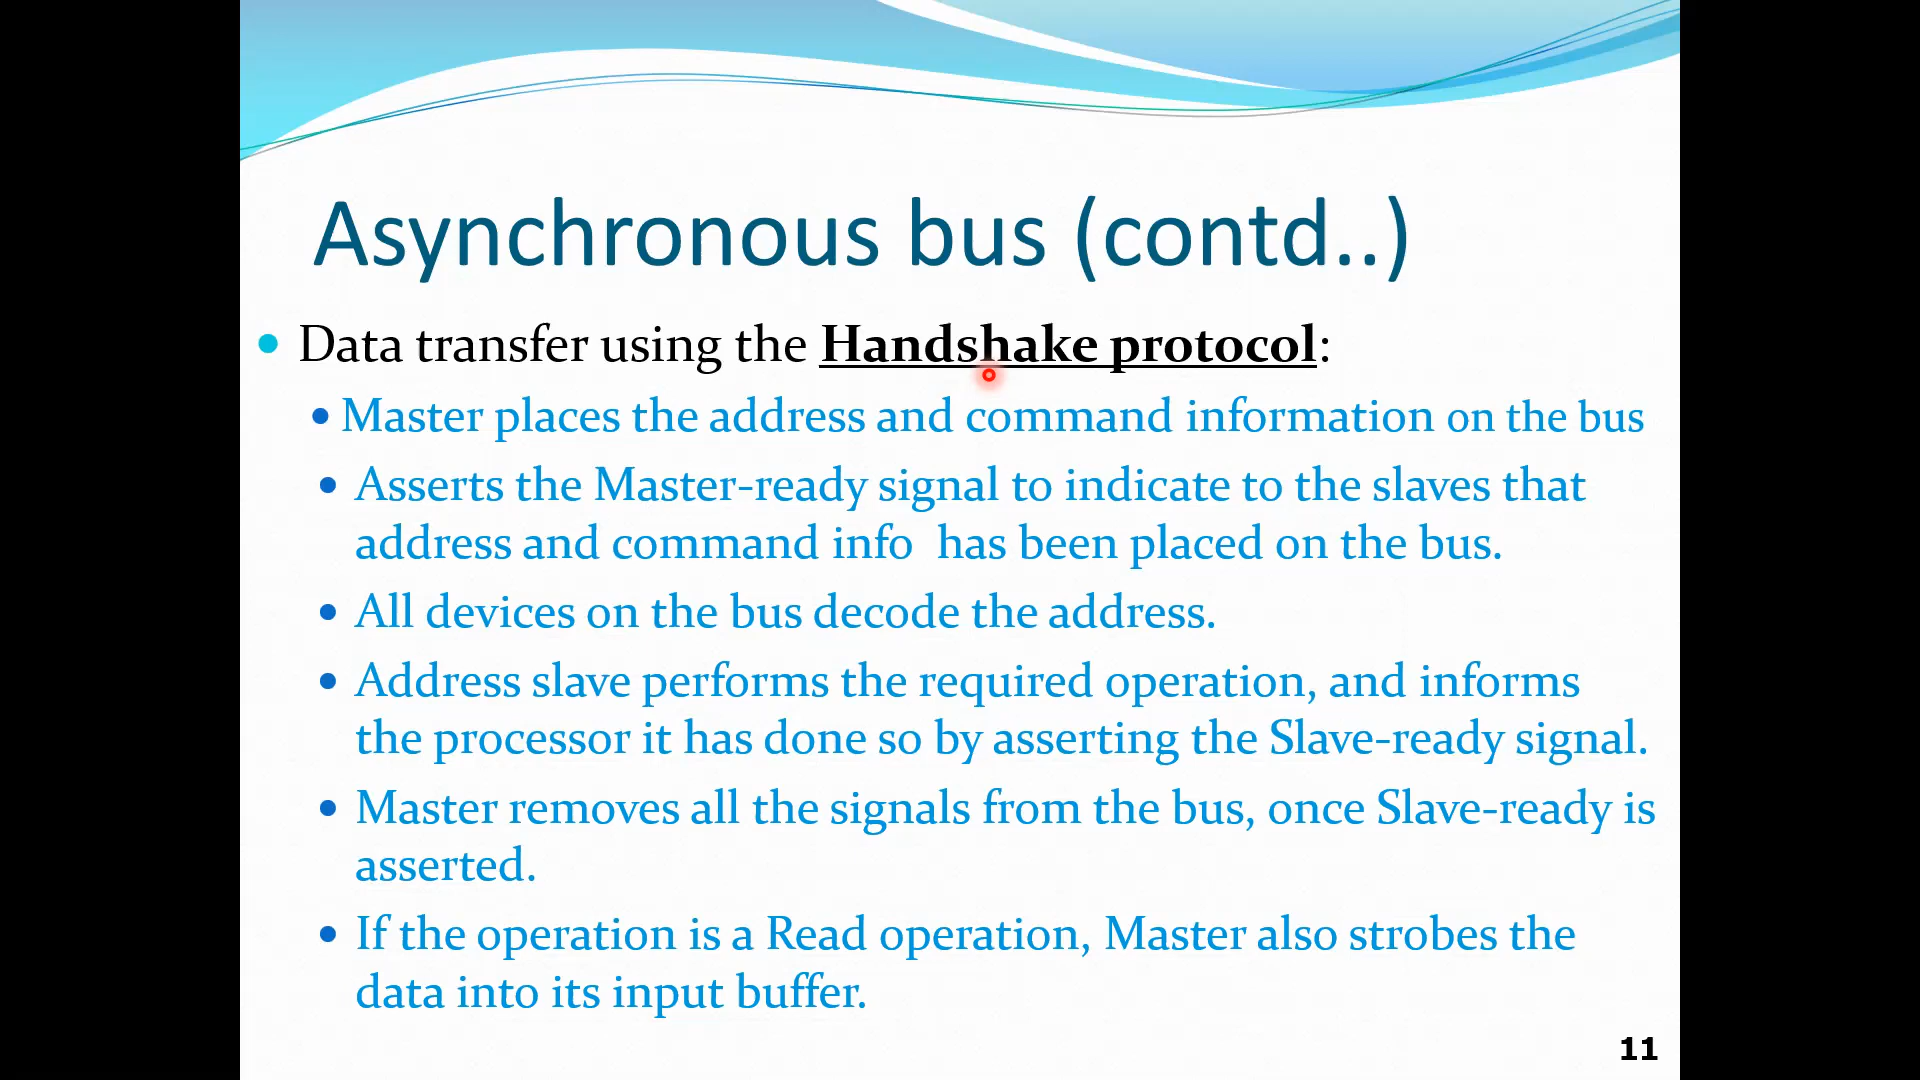 Asynchronous bus (contd..)
Data transfer using the Handshake protocol:
Master places the address and command information on the bus
Asserts the Master-ready signal to indicate to the slaves that
address and command info  has been placed on the bus.
All devices on the bus decode the address.
Address slave performs the required operation, and informs
the processor it has done so by asserting the Slave-ready signal.
Master removes all the signals from the bus, once Slave-ready is
asserted.
If the operation is a Read operation, Master also strobes the
data into its input buffer.
11